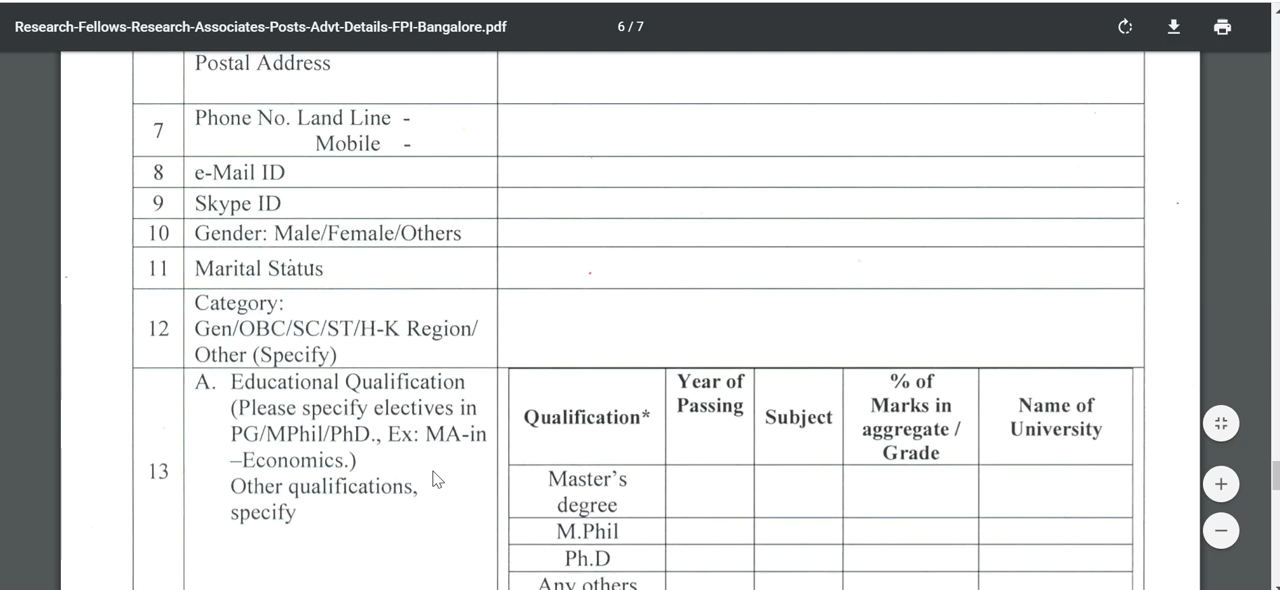 Research-Fellows-Research-Associates-Posts-Advt-Details-FPI-Bangalore.pdf
6 / 7
Postal Address
7
Phone No. Land Line -
Mobile -
8
e-Mail ID
9
Skype ID
10
Gender: Male/Female/Others
11
Marital Status
12
Category:
Gen/OBC/SC/ST/H-K Region/
Other (Specify)
13
A. Educational Qualification
(Please specify electives in
PG/MPhil/PhD., Ex: MA-in
–Economics.)
Other qualifications,
specify
Qualification*
Year of
Passing
Subject
% of
Marks in
aggregate /
Grade
Name of
University
Master's
degree
M.Phil
Ph.D
Any others